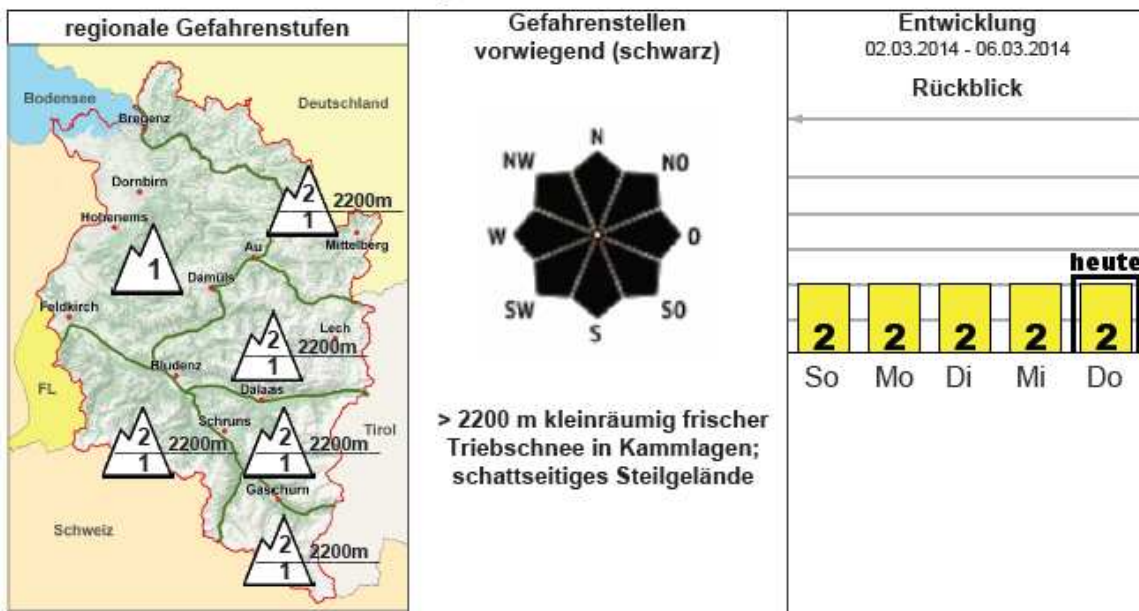 regionale Gefahrenstufen
Bodensee
Deutschland
Bregenz
Dornbirn
2
1
2200m
Hohenems
Mittelberg
Au
1
Damüls
Feldkirch
2
1
Lech
2200m
Bludenz
FL
Dalaas
Schruns
Tirol
2
1
2200m
2
1
2200m
Gaschurn
Schweiz
2
1
2200m
Gefahrenstellen
vorwiegend (schwarz)
N
NW
NO
W
O
SW
SO
S
> 2200 m kleinräumig frischer
Triebschnee in Kammlagen;
schattseitiges Steilgelände
Entwicklung
02.03.2014 - 06.03.2014
Rückblick
heute
2 2 2 2 2
So Mo Di Mi Do